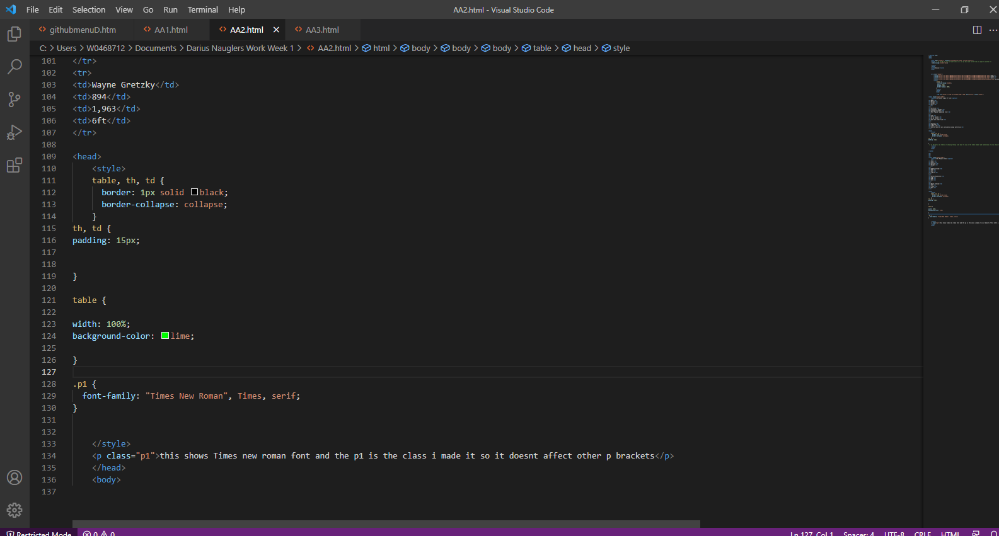 File Edit Selection View Go Run Terminal Help
AA2.html - Visual Studio Code
githubmenuD.htm AA1.html AA2.html AA3.html
C: > Users > W0468712 > Documents > Darius Nauglers Work Week 1 > AA2.html > html > body > body > body > table > head > style
101 </tr>
102 <tr>
103 <td>Wayne Gretzky</td>
104 <td>894</td>
105 <td>1,963</td>
106 <td>6ft</td>
107 </tr>
108
109 <head>
110 <style>
111 table, th, td {
112 border: 1px solid black;
113 border-collapse: collapse;
114 }
115 th, td {
116 padding: 15px;
117
118
119 }
120
121 table {
122
123 width: 100%;
124 background-color: lime;
125
126 }
127
128 .p1 {
129 font-family: "Times New Roman", Times, serif;
130 }
131
132
133 </style>
134 <p class="p1">this shows Times new roman font and the p1 is the class i made it so it doesnt affect other p brackets</p>
135 </head>
136 <body>
137
Restricted Mode 0 0 Ln 127, Col 1 Spaces: 4 UTF-8 CRLF HTML